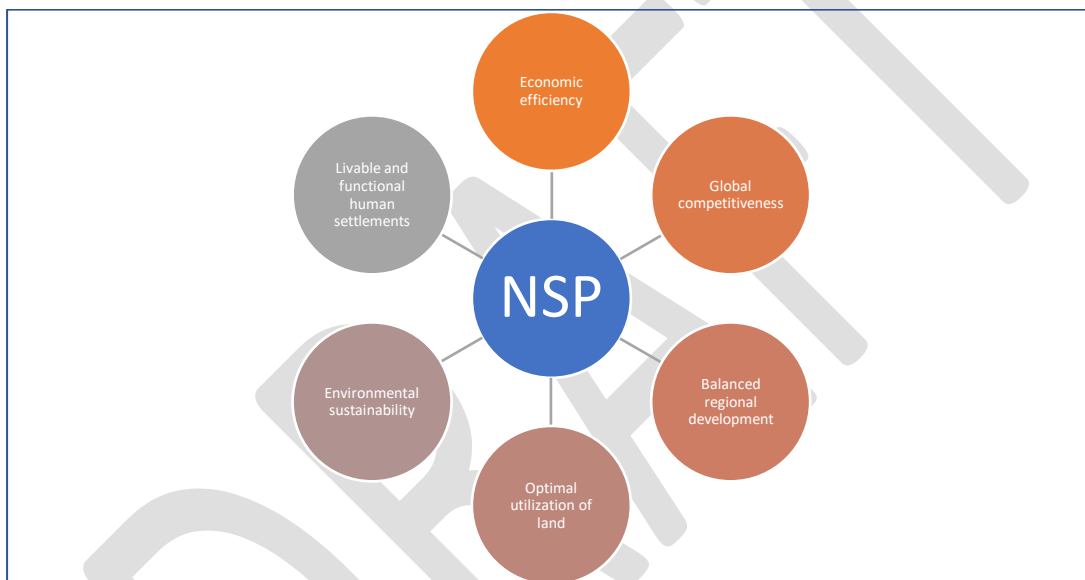 Economic
efficiency
Global
competitiveness
Balanced
regional
development
Optimal
utilization of
land
Environmental
sustainability
Livable and
functional
human
settlements
NSP
DRAFT